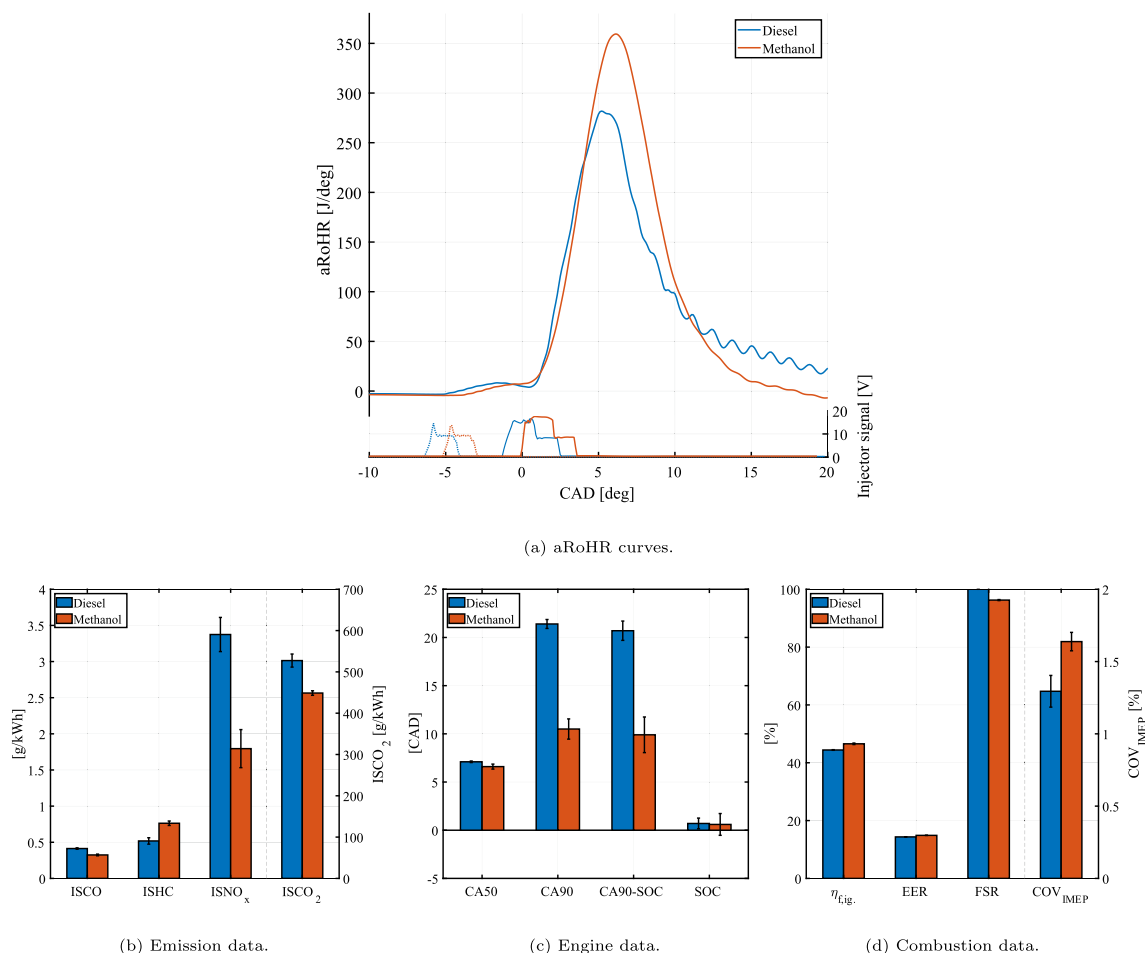 Diesel
Methanol
350
300
250
200
150
100
50
0
aRoHR [J/deg]
20
10
0
Injector signal [V]
-10
-5
0
5
10
15
20
CAD [deg]
(a) aRoHR curves.
Diesel
Methanol
4
3.5
3
2.5
2
1.5
1
0.5
0
[g/kWh]
700
600
500
400
300
200
100
0
ISCO2 [g/kWh]
ISCO
ISHC
ISNOx
ISCO2
(b) Emission data.
Diesel
Methanol
25
20
15
10
5
0
-5
[CAD]
CA50
CA90
CA90-SOC
SOC
(c) Engine data.
Diesel
Methanol
100
80
60
40
20
0
[%]
2
1.5
1
0.5
0
COVIMEP [%]
ηf,ig.
EER
FSR
COVIMEP
(d) Combustion data.